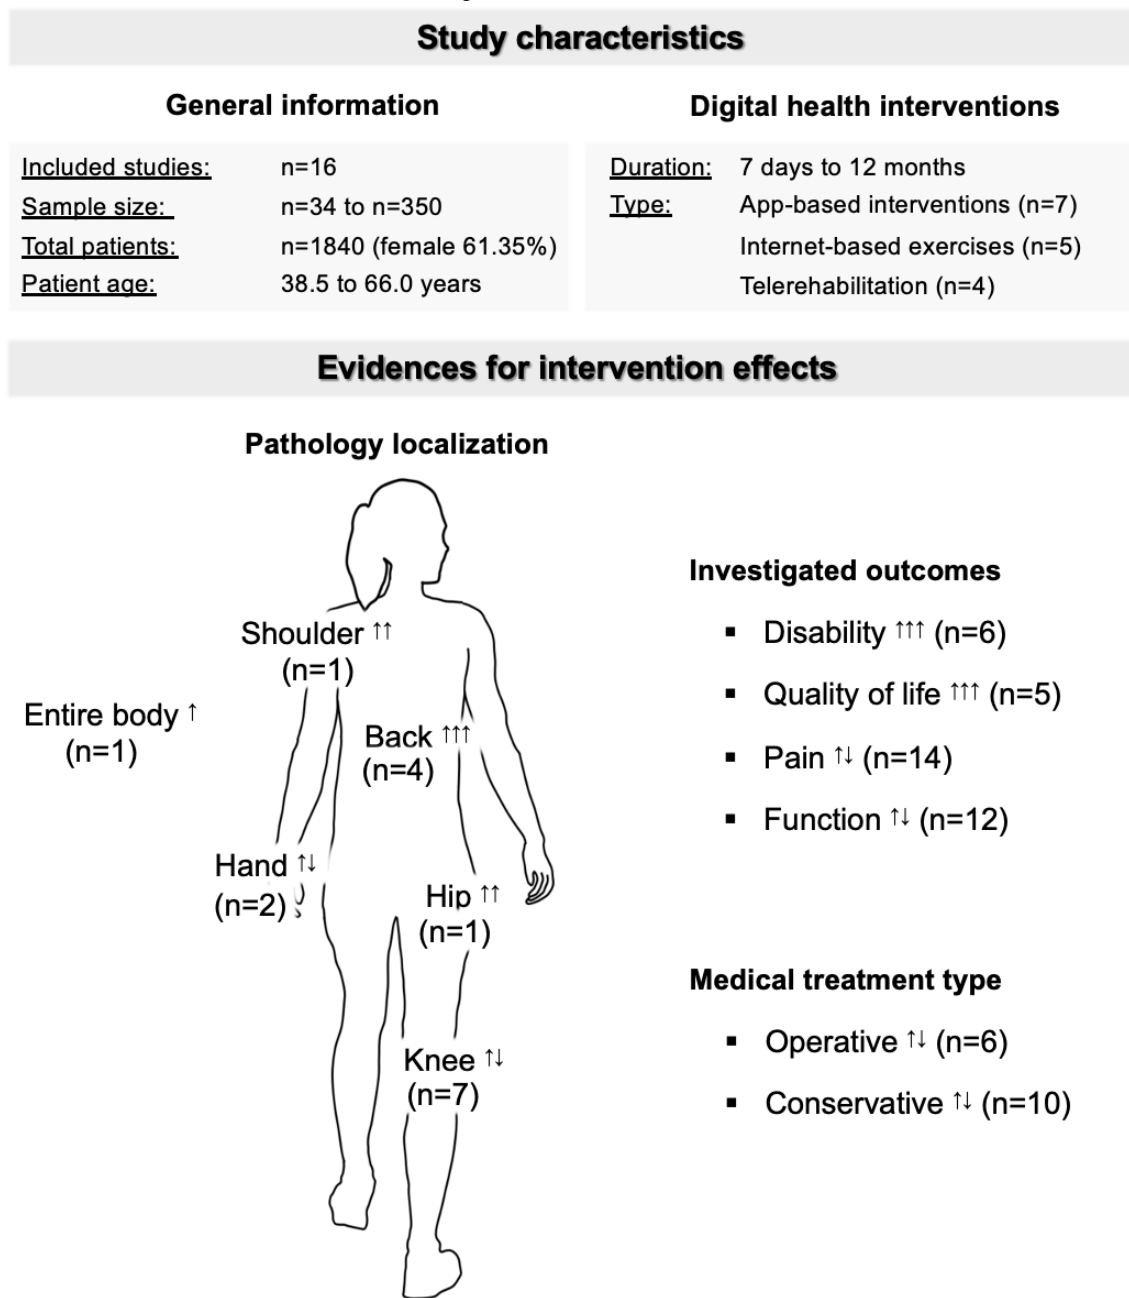 Study characteristics
General information
Included studies: n=16
Sample size: n=34 to n=350
Total patients: n=1840 (female 61.35%)
Patient age: 38.5 to 66.0 years
Digital health interventions
Duration: 7 days to 12 months
Type: App-based interventions (n=7)
Internet-based exercises (n=5)
Telerehabilitation (n=4)
Evidences for intervention effects
Pathology localization
Shoulder ↑↑
(n=1)
Entire body ↑
(n=1)
Back ↑↑↑
(n=4)
Hand ↑↓
(n=2)
Hip ↑↑
(n=1)
Knee ↑↓
(n=7)
Investigated outcomes
▪ Disability ↑↑↑ (n=6)
▪ Quality of life ↑↑↑ (n=5)
▪ Pain ↑↓ (n=14)
▪ Function ↑↓ (n=12)
Medical treatment type
▪ Operative ↑↓ (n=6)
▪ Conservative ↑↓ (n=10)